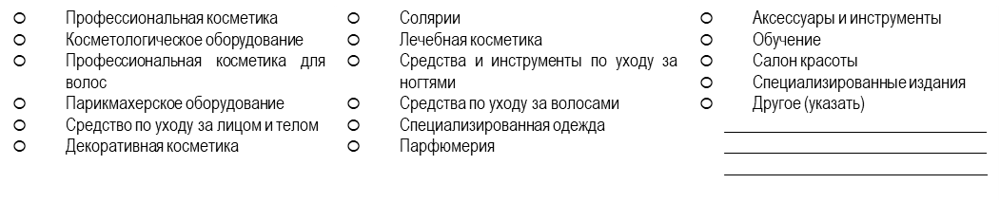 Профессиональная косметика
Косметологическое оборудование
Профессиональная косметика для
волос
Парикмахерское оборудование
Средство по уходу за лицом и телом
Декоративная косметика
Солярии
Лечебная косметика
Средства и инструменты по уходу за
ногтями
Средства по уходу за волосами
Специализированная одежда
Парфюмерия
Аксессуары и инструменты
Обучение
Салон красоты
Специализированные издания
Другое (указать)